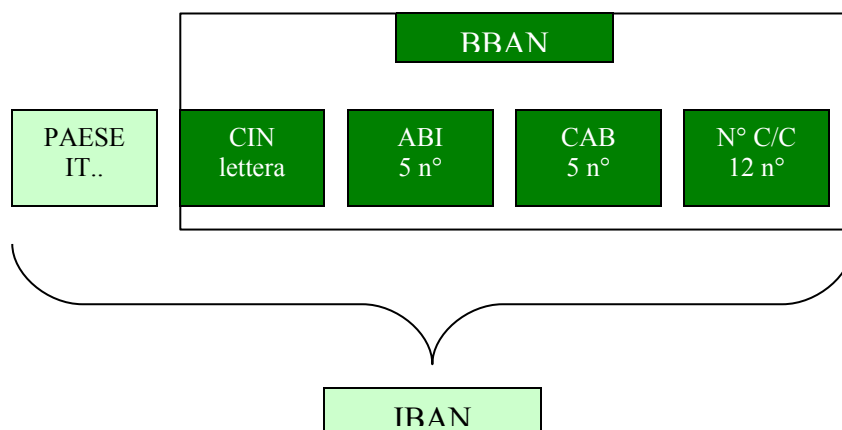 BBAN
PAESE
IT..
CIN
lettera
ABI
5 n°
CAB
5 n°
N° C/C
12 n°
IBAN